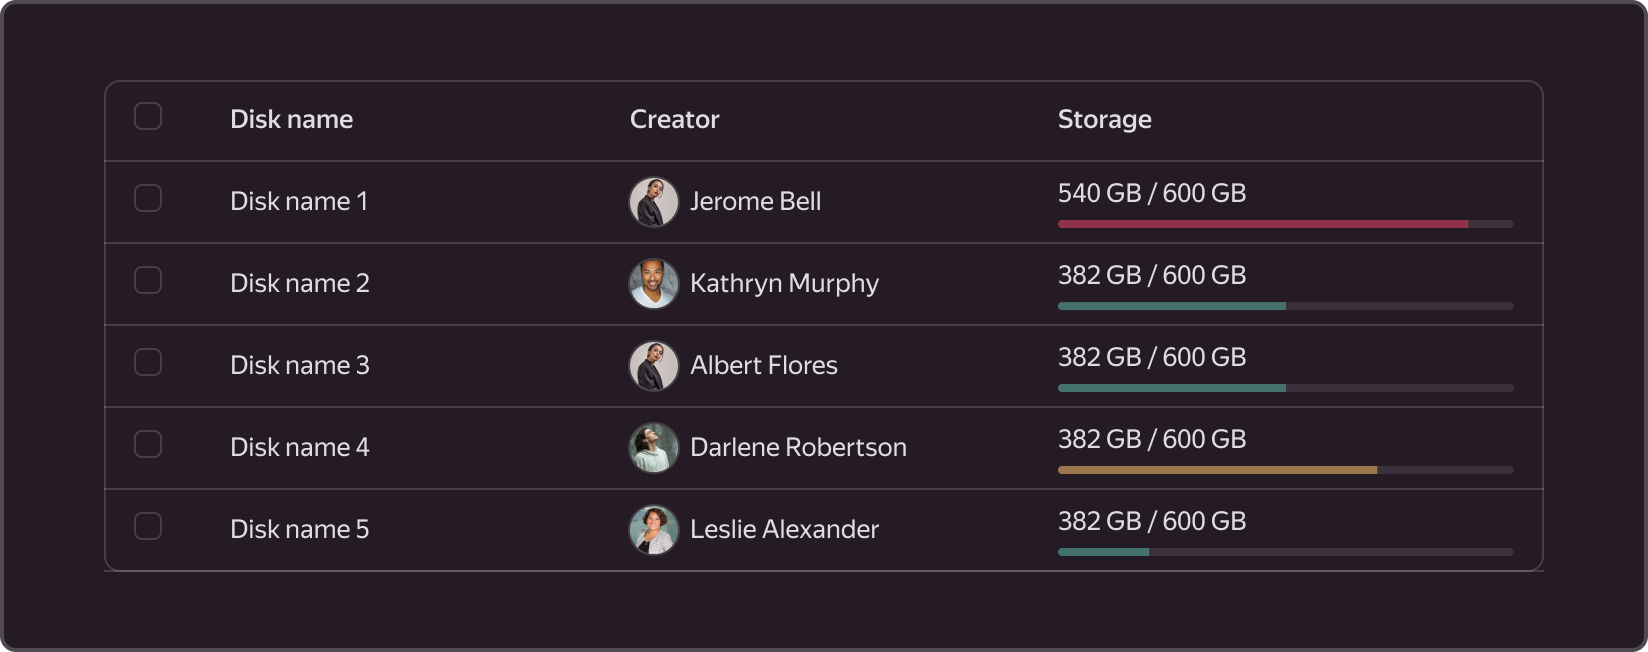 Disk name Creator Storage
Disk name 1 Jerome Bell 540 GB / 600 GB
Disk name 2 Kathryn Murphy 382 GB / 600 GB
Disk name 3 Albert Flores 382 GB / 600 GB
Disk name 4 Darlene Robertson 382 GB / 600 GB
Disk name 5 Leslie Alexander 382 GB / 600 GB